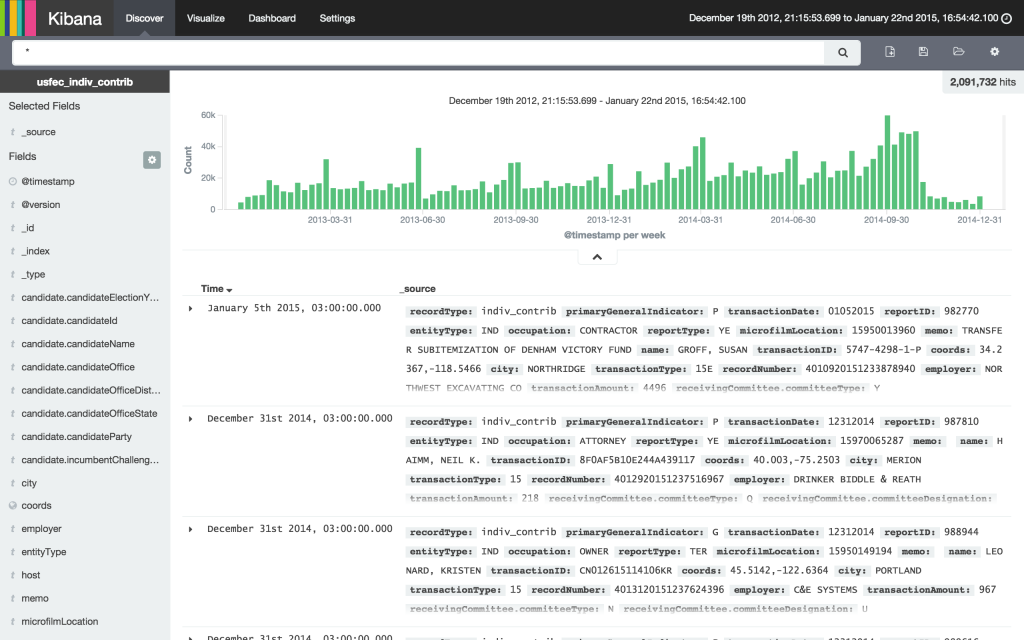 Kibana Discover Visualize Dashboard Settings December 19th 2012, 21:15:53.699 to January 22nd 2015, 16:54:42.100
*
usfec_indiv_contrib
2,091,732 hits
Selected Fields
t _source
Fields
@timestamp
t @version
t _id
t _index
t _type
t candidate.candidateElectionY...
t candidate.candidateId
t candidate.candidateName
t candidate.candidateOffice
t candidate.candidateOfficeDist...
t candidate.candidateOfficeState
t candidate.candidateParty
t candidate.incumbentChalleng...
t city
coords
t employer
t entityType
t host
t memo
t microfilmLocation
December 19th 2012, 21:15:53.699 - January 22nd 2015, 16:54:42.100
Count
60k
40k
20k
0
2013-03-31 2013-06-30 2013-09-30 2013-12-31 2014-03-31 2014-06-30 2014-09-30 2014-12-31
@timestamp per week
Time _source
January 5th 2015, 03:00:00.000
recordType: indiv_contrib primaryGeneralIndicator: P transactionDate: 01052015 reportID: 982770
entityType: IND occupation: CONTRACTOR reportType: YE microfilmLocation: 15950013960 memo: TRANSFE
R SUBITEMIZATION OF DENHAM VICTORY FUND name: GROFF, SUSAN transactionID: 5747-4298-1-P coords: 34.2
367,-118.5466 city: NORTHRIDGE transactionType: 15E recordNumber: 4010920151233878940 employer: NOR
THWEST EXCAVATING CO transactionAmount: 4496 receivingCommittee.committeeType: Y
December 31st 2014, 03:00:00.000
recordType: indiv_contrib primaryGeneralIndicator: P transactionDate: 12312014 reportID: 987810
entityType: IND occupation: ATTORNEY reportType: YE microfilmLocation: 15970065287 memo: name: H
AIMM, NEIL K. transactionID: 8F0AF5B10E244A439117 coords: 40.003,-75.2503 city: MERION
transactionType: 15 recordNumber: 4012920151237516967 employer: DRINKER BIDDLE & REATH
transactionAmount: 218 receivingCommittee.committeeType: Q receivingCommittee.committeeDesignation:
December 31st 2014, 03:00:00.000
recordType: indiv_contrib primaryGeneralIndicator: G transactionDate: 12312014 reportID: 988944
entityType: IND occupation: OWNER reportType: TER microfilmLocation: 15950149194 memo: name: LEO
NARD, KRISTEN transactionID: CNO12615114106KR coords: 45.5142,-122.6364 city: PORTLAND
transactionType: 15 recordNumber: 4013120151237624396 employer: C&E SYSTEMS transactionAmount: 967
receivingCommittee.committeeType: N receivingCommittee.committeeDesignation: U
December 31st 2014, 03:00:00.000